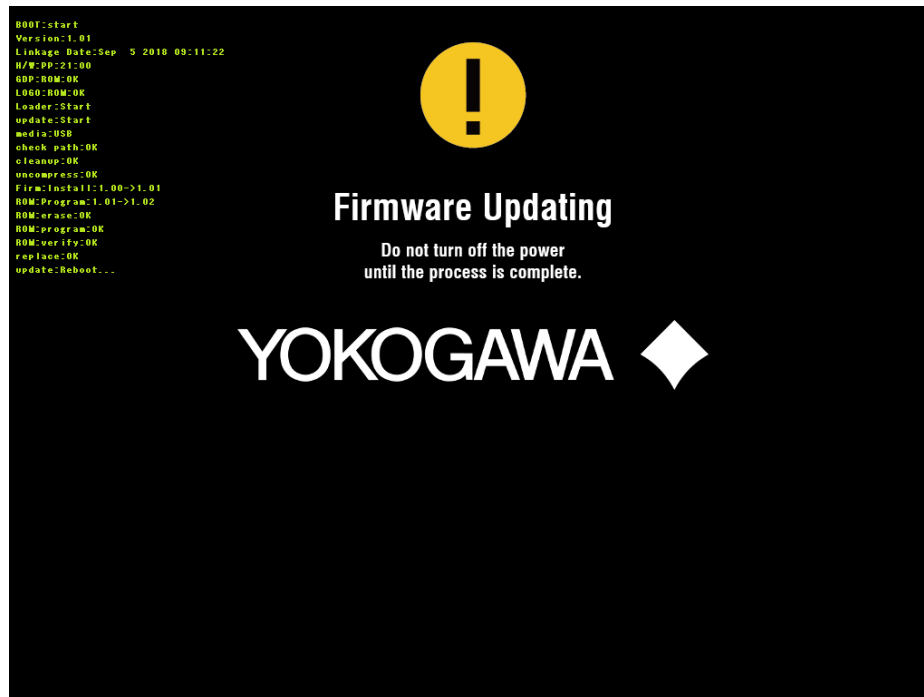 BOOT:start
Version:1.01
Linkage Date:Sep  5 2018 09:11:22
H/W:PP:21:00
GDP:ROM:OK
LOGO:ROM:OK
Loader:Start
update:Start
media:USB
check path:OK
cleanup:OK
uncompress:OK
Firm:Install:1.00->1.01
ROM:Program:1.01->1.02
ROM:erase:OK
ROM:program:OK
ROM:verify:OK
replace:OK
update:Reboot...
!
Firmware Updating
Do not turn off the power
until the process is complete.
YOKOGAWA